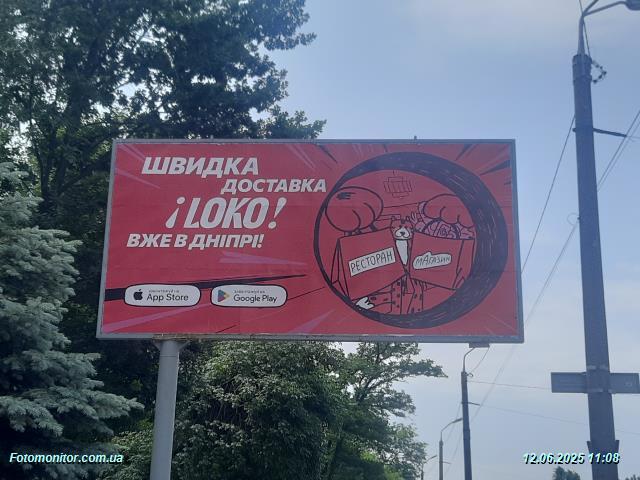 ШВИДКА
ДОСТАВКА
¡LOKO!
ВЖЕ В ДНІПРІ!
App Store
Google Play
РЕСТОРАН
МАГАЗИН
Fotomonitor.com.ua
12.06.2025 11:08